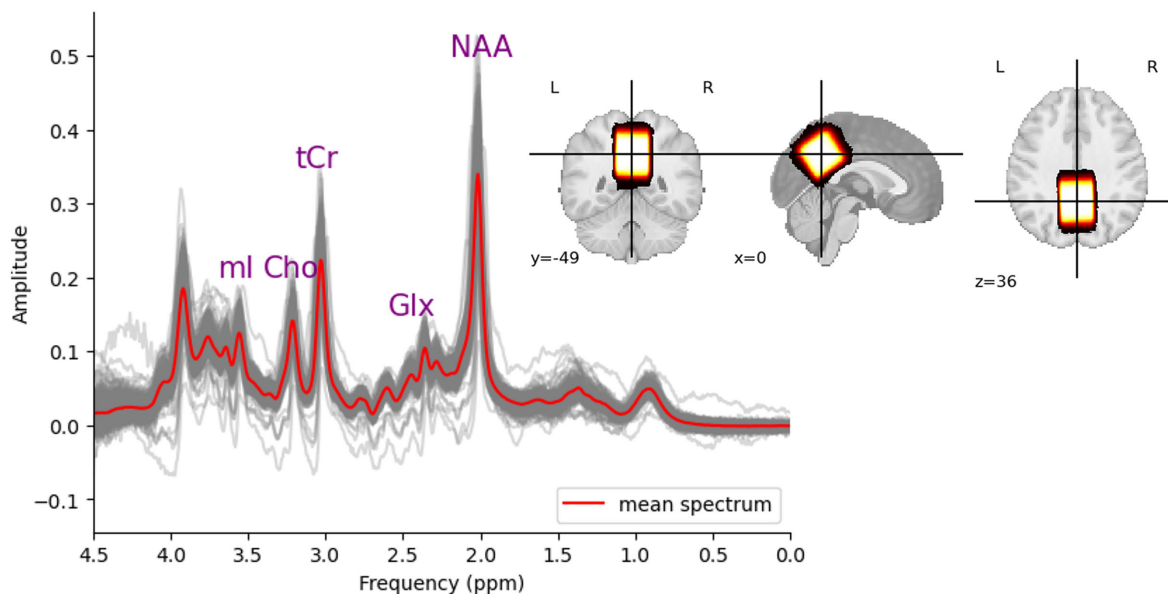 NAA
tCr
mI Cho
Glx
0.5
0.4
0.3
0.2
0.1
0.0
−0.1
Amplitude
4.5 4.0 3.5 3.0 2.5 2.0 1.5 1.0 0.5 0.0
Frequency (ppm)
mean spectrum
L R
y=-49
x=0
L R
z=36